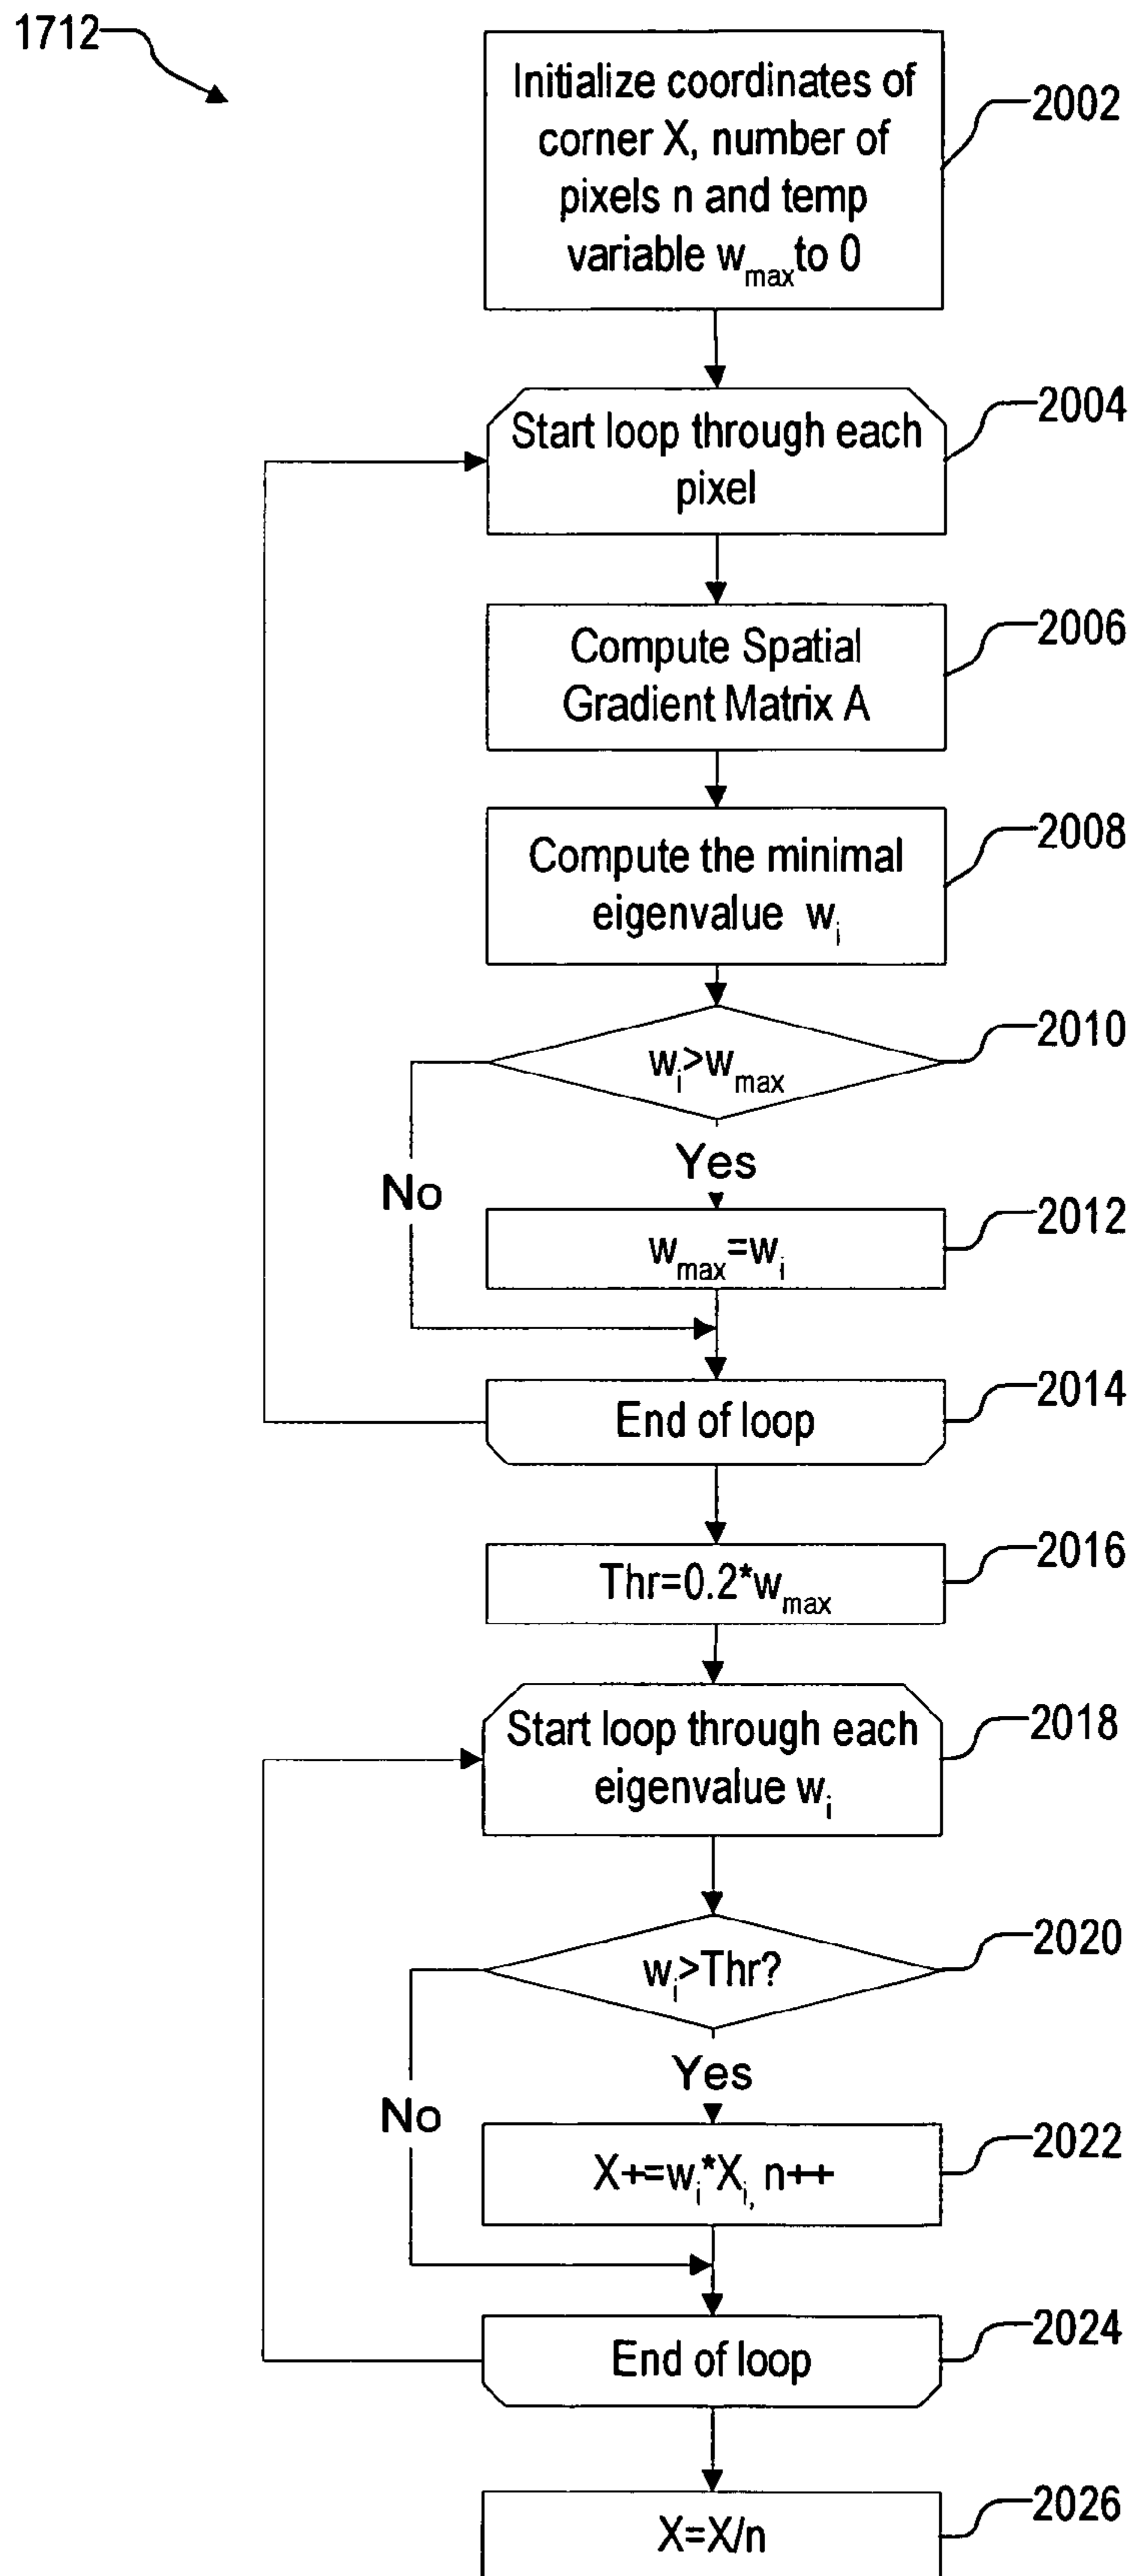 1712
Initialize coordinates of
corner X, number of
pixels n and temp
variable wmax to 0
2002
Start loop through each
pixel
2004
Compute Spatial
Gradient Matrix A
2006
Compute the minimal
eigenvalue wi
2008
wi>wmax
2010
Yes
No
wmax=wi
2012
End of loop
2014
Thr=0.2*wmax
2016
Start loop through each
eigenvalue wi
2018
wi>Thr?
2020
Yes
No
X+=wi*Xi, n++
2022
End of loop
2024
X=X/n
2026